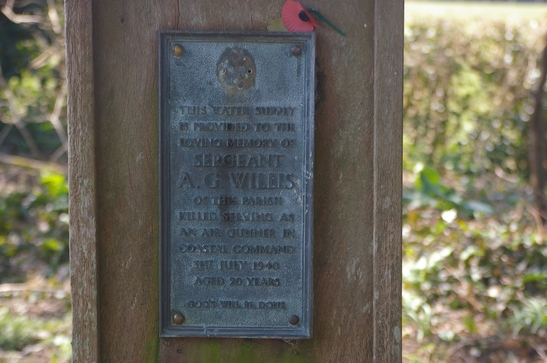 THIS WATER SUPPLY
IS PROVIDED TO THE
LOVING MEMORY OF
SERGEANT
A. G. WILLIS
OF THIS PARISH
KILLED SERVING AS
AN AIR GUNNER IN
COASTAL COMMAND
JULY 1940
AGED 20 YEARS
GOD'S WILL BE DONE